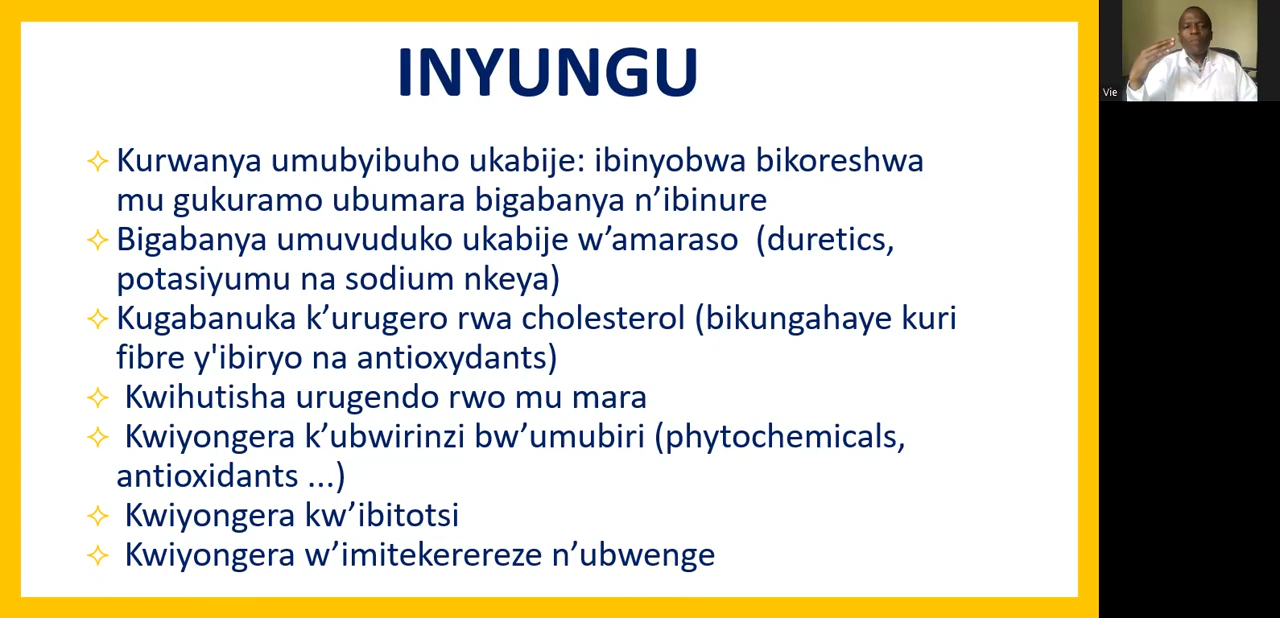 INYUNGU
Kurwanya umubyibuho ukabije: ibinyobwa bikoreshwa
mu gukuramo ubumara bigabanya n’ibinure
Bigabanya umuvuduko ukabije w’amaraso (duretics,
potasiyumu na sodium nkeya)
Kugabanuka k’urugero rwa cholesterol (bikungahaye kuri
fibre y'ibiryo na antioxydants)
Kwihutisha urugendo rwo mu mara
Kwiyongera k’ubwirinzi bw’umubiri (phytochemicals,
antioxidants ...)
Kwiyongera kw’ibitotsi
Kwiyongera w’imitekerereze n’ubwenge
Vie